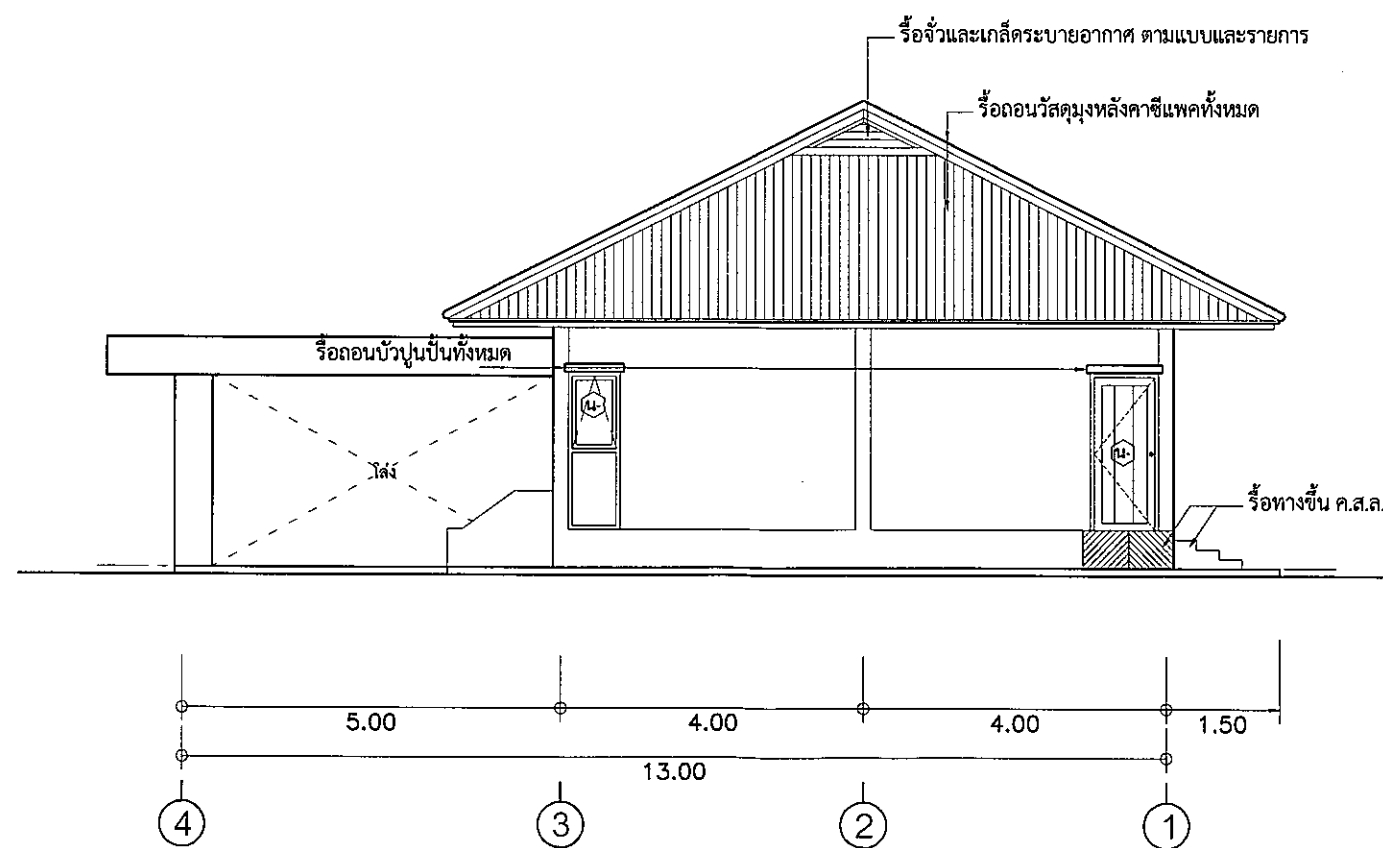 รื้อจั่วและเกล็ดระบายอากาศ ตามแบบและรายการ
รื้อถอนวัสดุมุงหลังคาซีแพคทั้งหมด
รื้อถอนบัวปูนปั้นทั้งหมด
น-
น-
โล่ง
รื้อทางขึ้น ค.ส.ล.
5.00 4.00 4.00 1.50
13.00
4 3 2 1